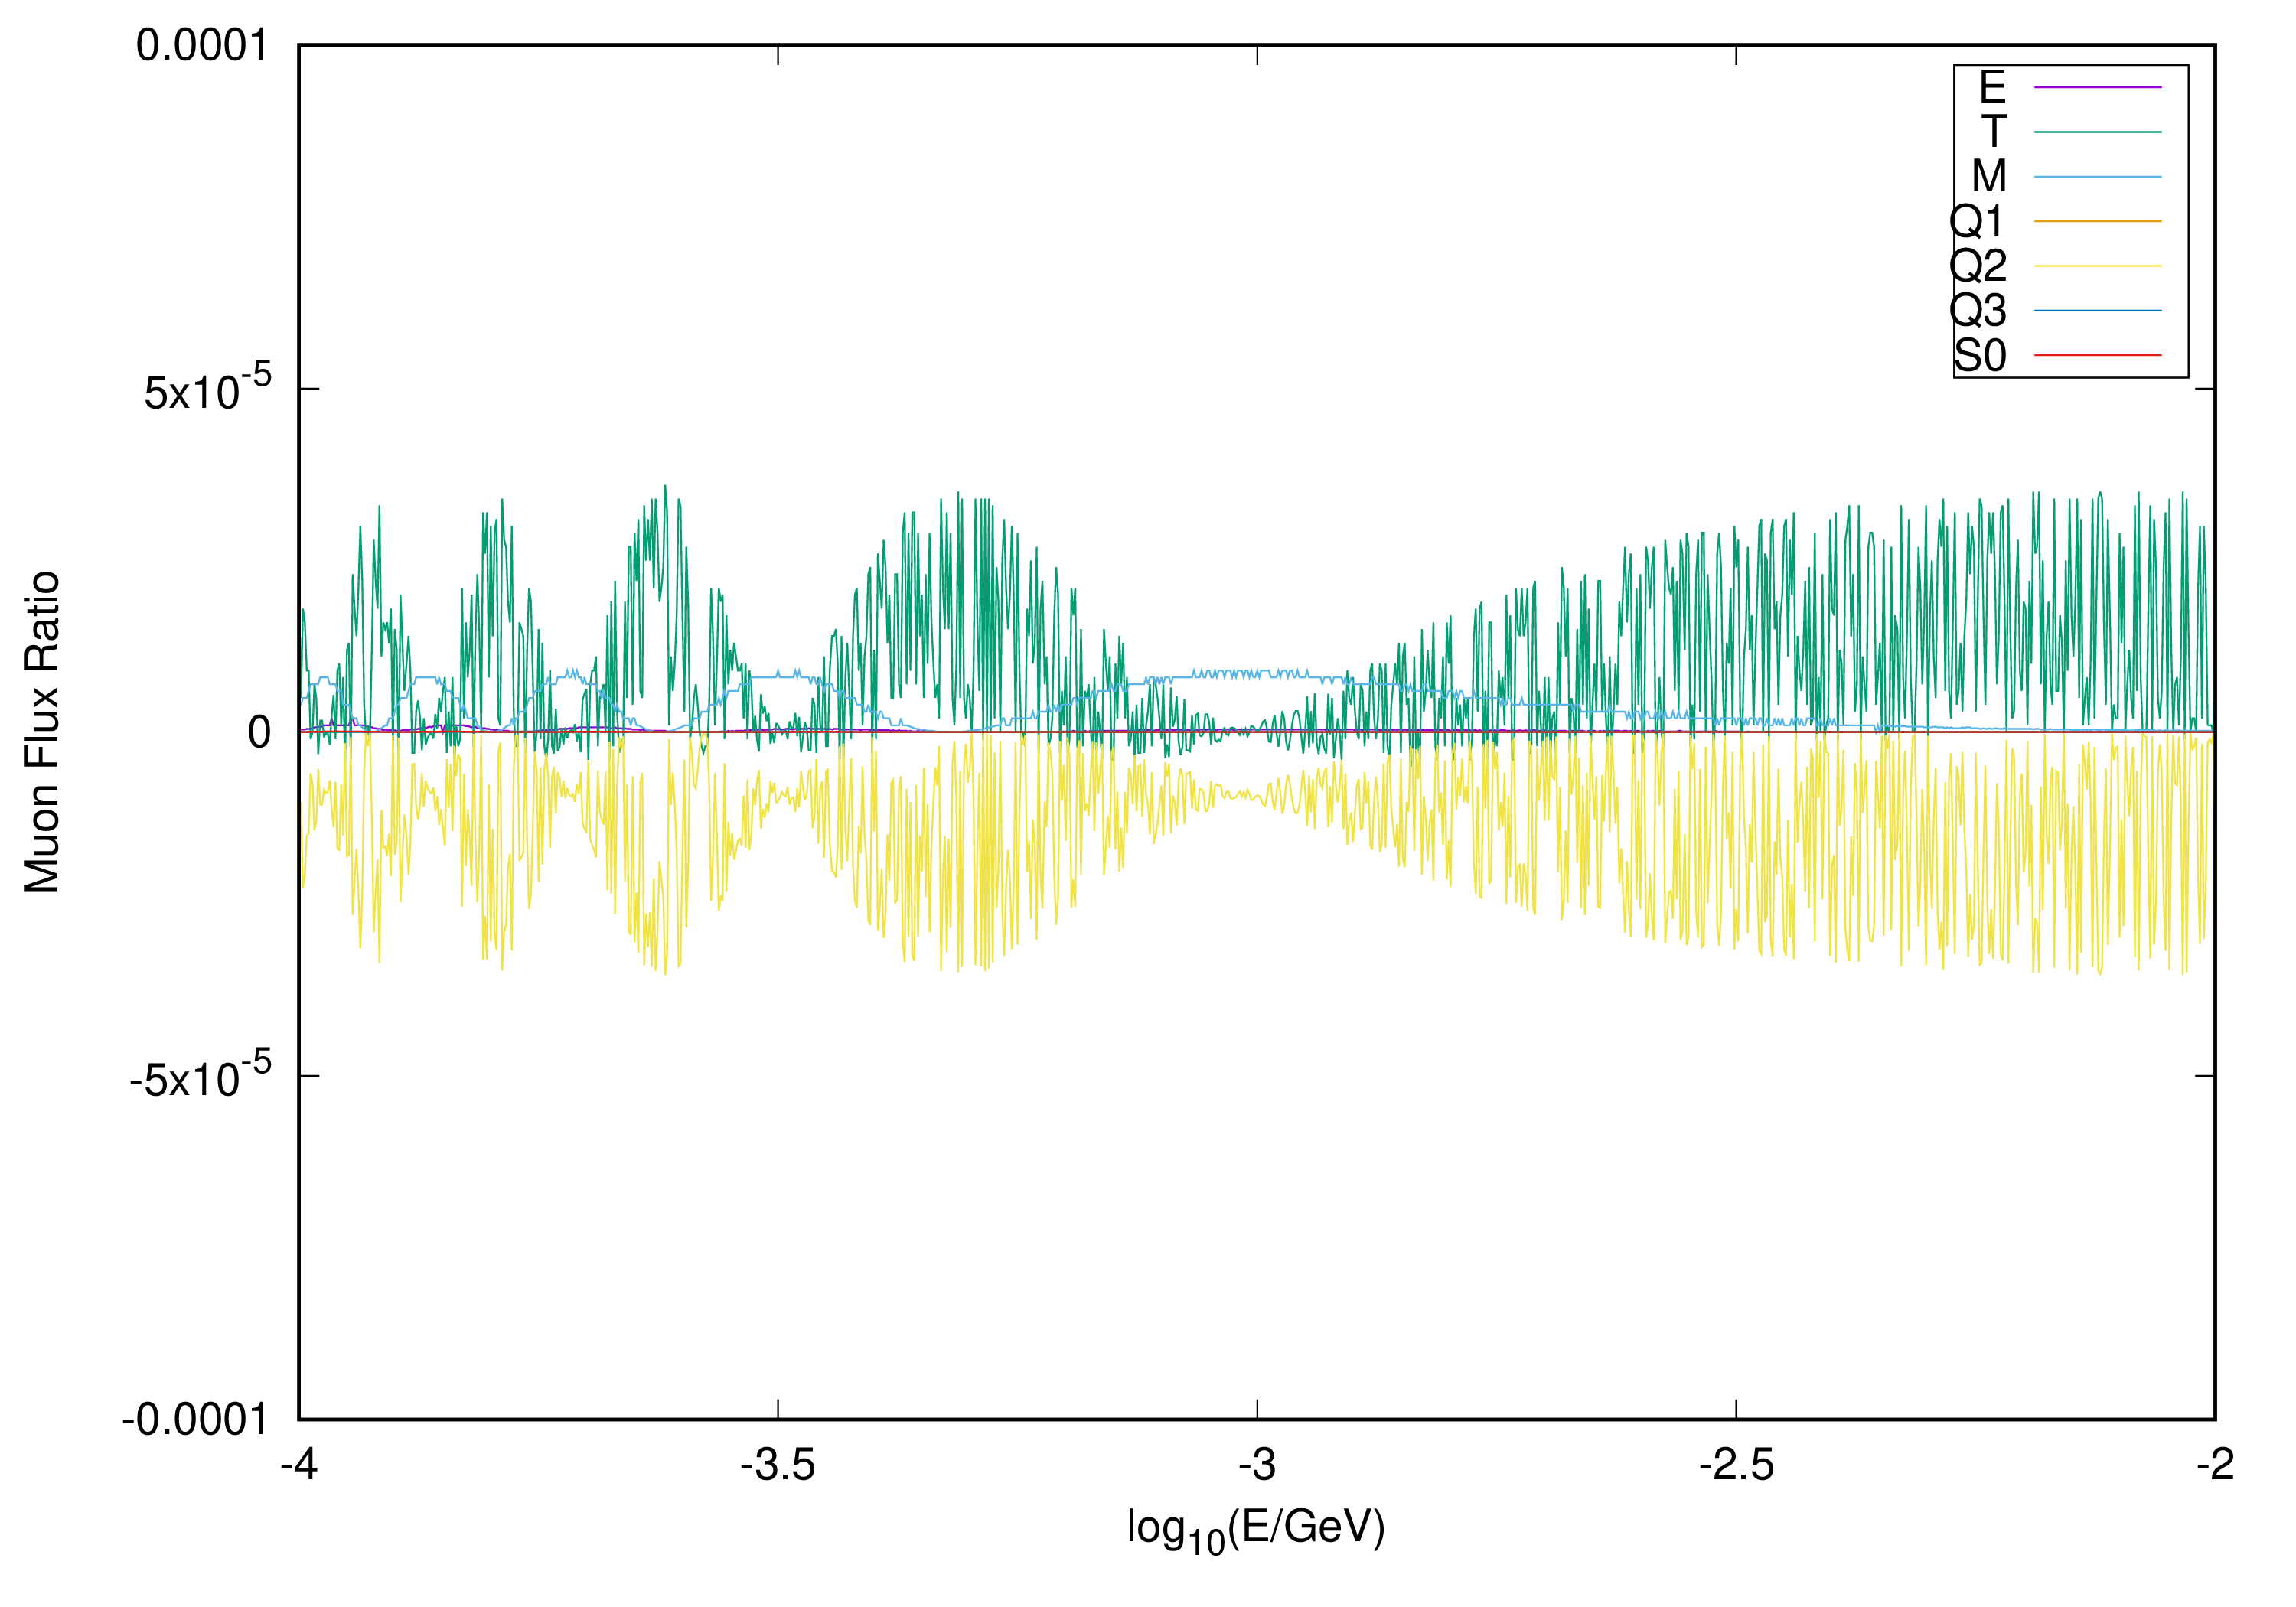 0.0001
5x10^-5
0
-5x10^-5
-0.0001
Muon Flux Ratio
E
T
M
Q1
Q2
Q3
S0
-4 -3.5 -3 -2.5 -2
log_10(E/GeV)